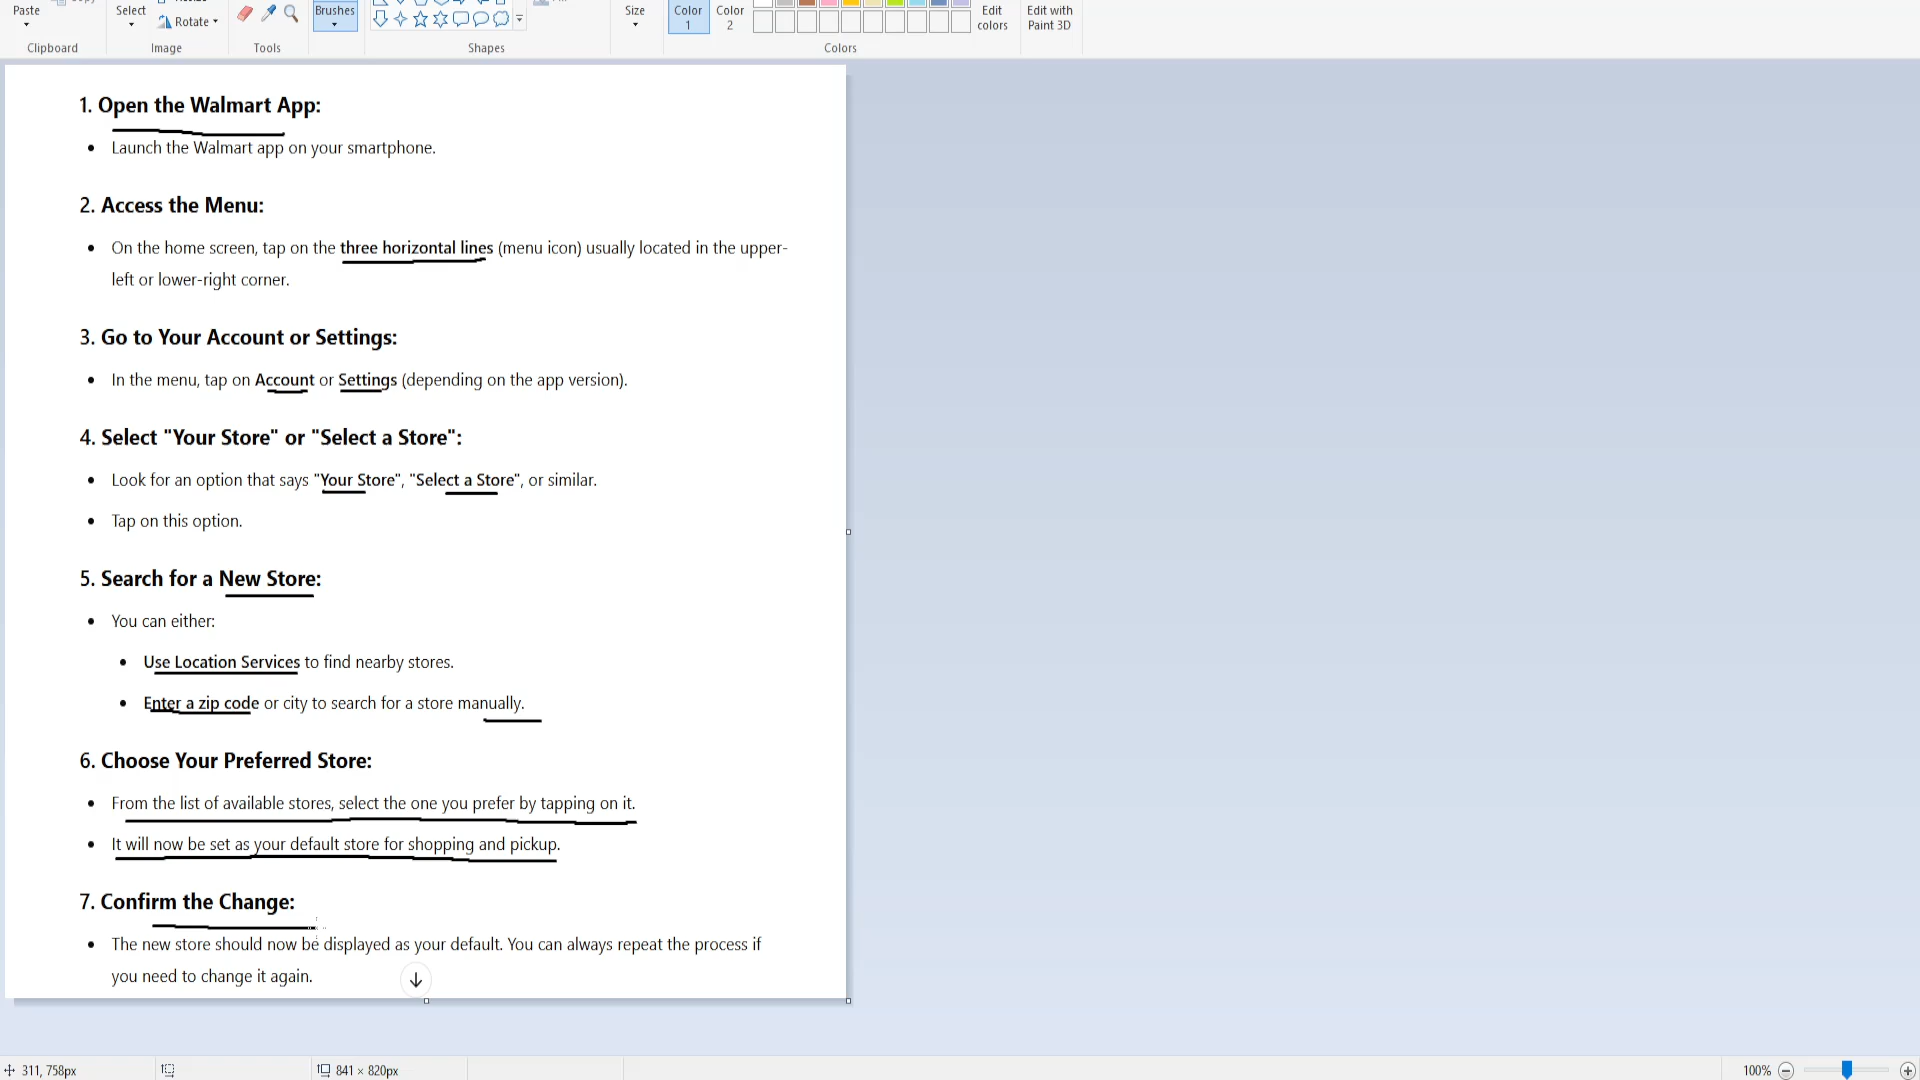 Paste
Select
Rotate
Brushes
Size
Color
1
Color
2
Edit
colors
Edit with
Paint 3D
Clipboard
Image
Tools
Shapes
Colors
1. Open the Walmart App:
• Launch the Walmart app on your smartphone.
2. Access the Menu:
• On the home screen, tap on the three horizontal lines (menu icon) usually located in the upper-
left or lower-right corner.
3. Go to Your Account or Settings:
• In the menu, tap on Account or Settings (depending on the app version).
4. Select "Your Store" or "Select a Store":
• Look for an option that says "Your Store", "Select a Store", or similar.
• Tap on this option.
5. Search for a New Store:
• You can either:
• Use Location Services to find nearby stores.
• Enter a zip code or city to search for a store manually.
6. Choose Your Preferred Store:
• From the list of available stores, select the one you prefer by tapping on it.
• It will now be set as your default store for shopping and pickup.
7. Confirm the Change:
• The new store should now be displayed as your default. You can always repeat the process if
you need to change it again.
311, 758px
841 × 820px
100%